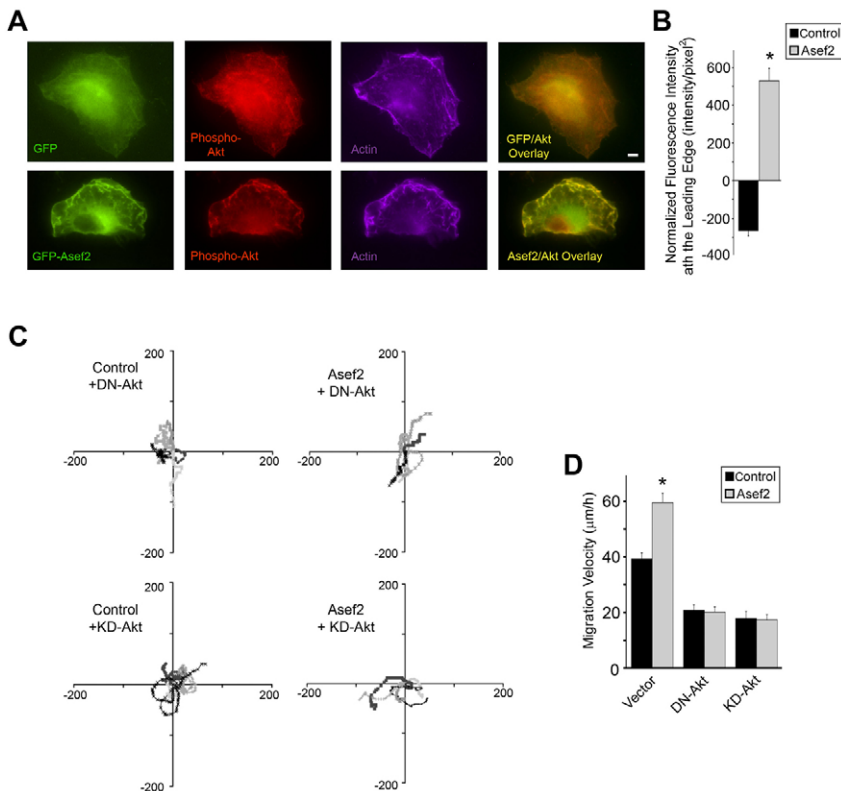 A
GFP
Phospho-
Akt
Actin
GFP/Akt
Overlay
GFP-Asef2
Phospho-Akt
Actin
Asef2/Akt Overlay
B
Control
Asef2
Normalized Fluorescence Intensity
ath the Leading Edge (intensity/pixel²)
600
400
200
0
-200
-400
*
C
Control
+DN-Akt
200
-200
200
-200
Asef2
+ DN-Akt
200
-200
200
-200
Control
+KD-Akt
200
-200
200
-200
Asef2
+ KD-Akt
200
-200
200
-200
D
Control
Asef2
Migration Velocity (μm/h)
60
40
20
0
*
Vector
DN-Akt
KD-Akt